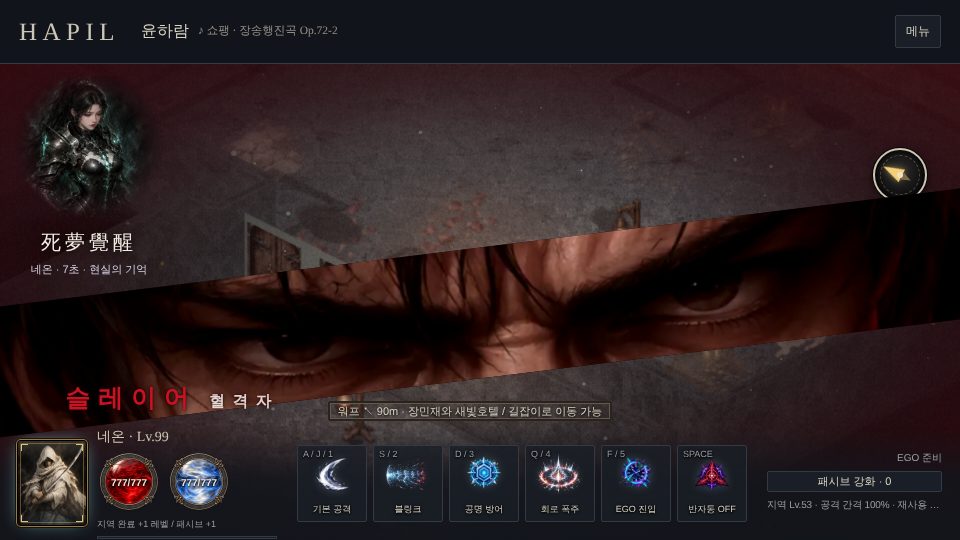 HAPIL 윤하람 ♪ 쇼팽 · 장송행진곡 Op.72-2 메뉴
死夢覺醒
네온 · 7초 · 현실의 기억
슬레이어 혈격자
워프 ↖ 90m · 장민재와 새빛호텔 / 길잡이로 이동 가능
네온 · Lv.99
777/777 777/777
지역 완료 +1 레벨 / 패시브 +1
A / J / 1 S / 2 D / 3 Q / 4 F / 5 SPACE
기본 공격 블링크 공명 방어 회로 폭주 EGO 진입 반자동 OFF
EGO 준비
패시브 강화 · 0
지역 Lv.53 · 공격 간격 100% · 재사용 ...